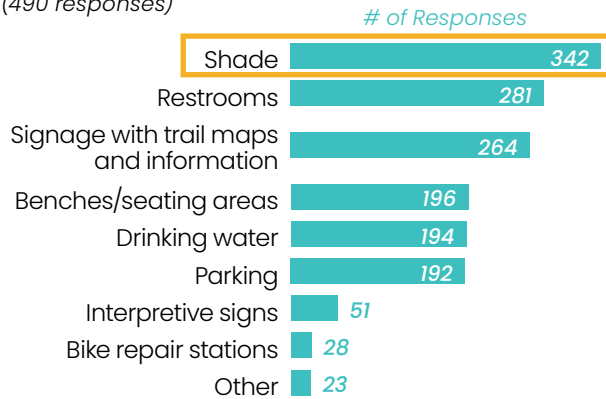 (490 responses)
# of Responses
Shade 342
Restrooms 281
Signage with trail maps
and information 264
Benches/seating areas 196
Drinking water 194
Parking 192
Interpretive signs 51
Bike repair stations 28
Other 23